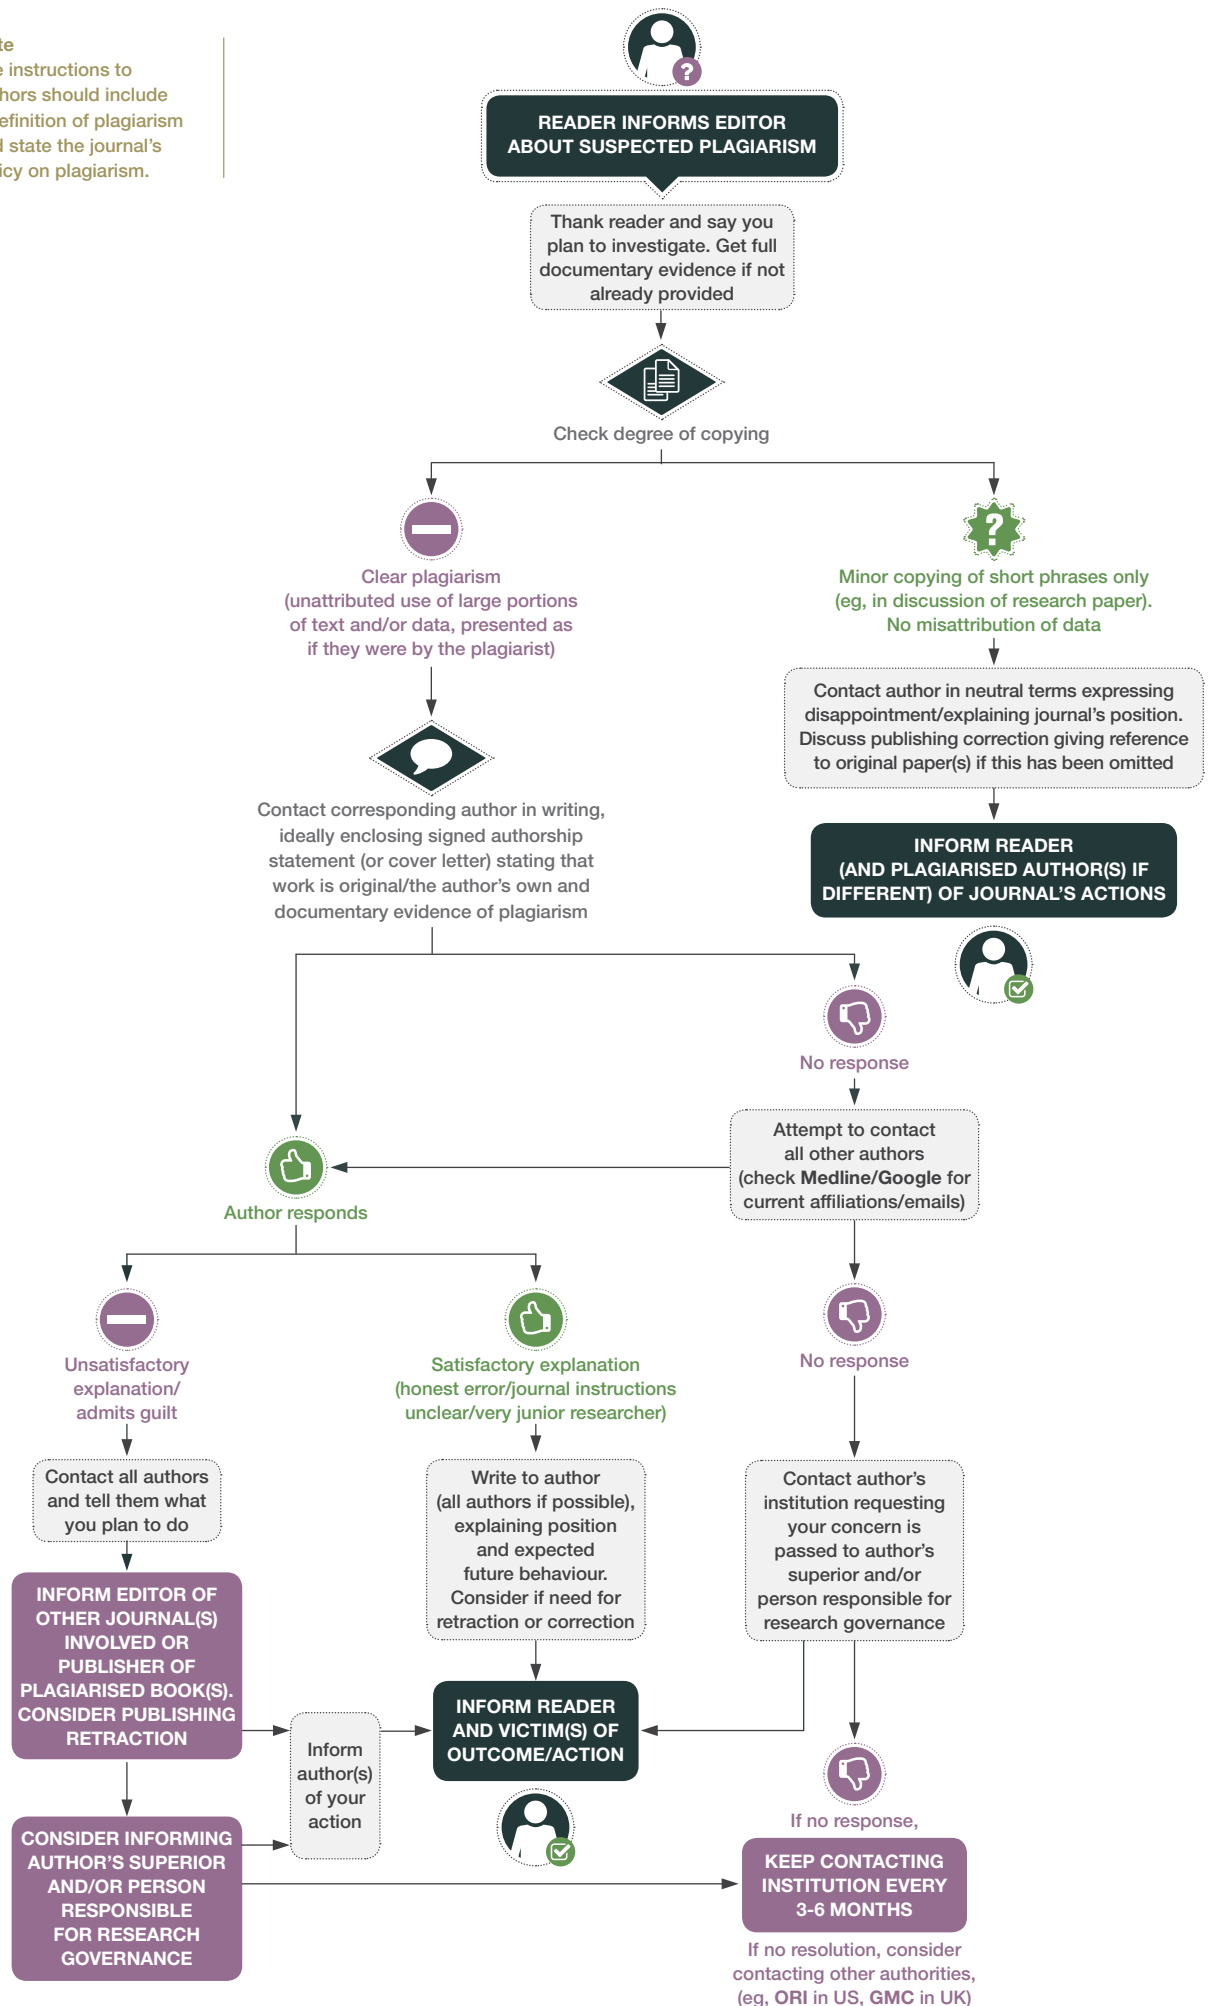 instructions to
should include
definition of plagiarism
state the journal's
on plagiarism.
?
READER INFORMS EDITOR
ABOUT SUSPECTED PLAGIARISM
Thank reader and say you
plan to investigate. Get full
documentary evidence if not
already provided
Check degree of copying
Clear plagiarism
(unattributed use of large portions
of text and/or data, presented as
if they were by the plagiarist)
?
Minor copying of short phrases only
(eg, in discussion of research paper).
No misattribution of data
Contact author in neutral terms expressing
disappointment/explaining journal's position.
Discuss publishing correction giving reference
to original paper(s) if this has been omitted
INFORM READER
(AND PLAGIARISED AUTHOR(S) IF
DIFFERENT) OF JOURNAL'S ACTIONS
Contact corresponding author in writing,
ideally enclosing signed authorship
statement (or cover letter) stating that
work is original/the author's own and
documentary evidence of plagiarism
No response
Attempt to contact
all other authors
(check Medline/Google for
current affiliations/emails)
Author responds
No response
Unsatisfactory
explanation/
admits guilt
Satisfactory explanation
(honest error/journal instructions
unclear/very junior researcher)
Contact all authors
and tell them what
you plan to do
Write to author
(all authors if possible),
explaining position
and expected
future behaviour.
Consider if need for
retraction or correction
Contact author's
institution requesting
your concern is
passed to author's
superior and/or
person responsible for
research governance
INFORM EDITOR OF
OTHER JOURNAL(S)
INVOLVED OR
PUBLISHER OF
PLAGIARISED BOOK(S).
CONSIDER PUBLISHING
RETRACTION
Inform
author(s)
of your
action
INFORM READER
AND VICTIM(S) OF
OUTCOME/ACTION
If no response,
CONSIDER INFORMING
AUTHOR'S SUPERIOR
AND/OR PERSON
RESPONSIBLE
FOR RESEARCH
GOVERNANCE
KEEP CONTACTING
INSTITUTION EVERY
3-6 MONTHS
If no resolution, consider
contacting other authorities,
(eg, ORI in US, GMC in UK)